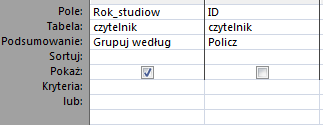 Pole: Rok_studiow ID
Tabela: czytelnik czytelnik
Podsumowanie: Grupuj według Policz
Sortuj:
Pokaż:
Kryteria:
lub: